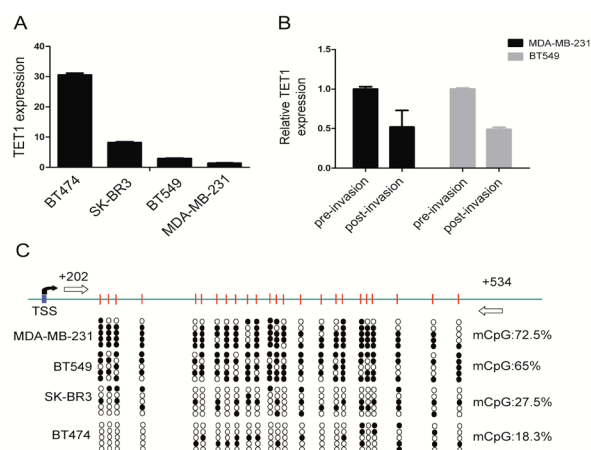 A
TET1 expression
40
30
20
10
0
BT474
SK-BR3
BT549
MDA-MB-231
B
Relative TET1
expression
1.5
1.0
0.5
0.0
pre-invasion
post-invasion
pre-invasion
post-invasion
MDA-MB-231
BT549
C
+202
+534
TSS
MDA-MB-231
mCpG:72.5%
BT549
mCpG:65%
SK-BR3
mCpG:27.5%
BT474
mCpG:18.3%